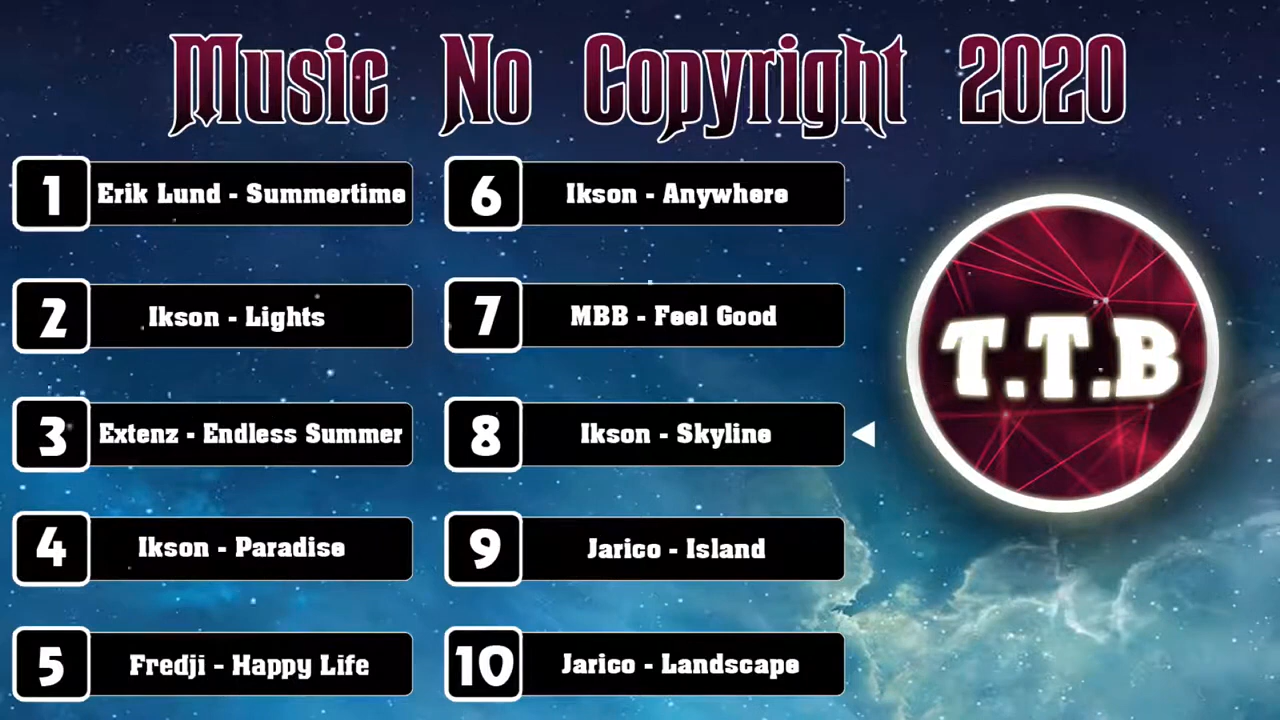 Music No Copyright 2020
1 Erik Lund - Summertime
2 Ikson - Lights
3 Extenz - Endless Summer
4 Ikson - Paradise
5 Fredji - Happy Life
6 Ikson - Anywhere
7 MBB - Feel Good
8 Ikson - Skyline
9 Jarico - Island
10 Jarico - Landscape
T.T.B